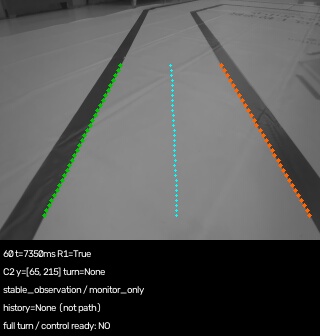 60 t=7350ms R1=True
C2 y=[65, 215] turn=None
stable_observation / monitor_only
history=None (not path)
full turn / control ready: NO